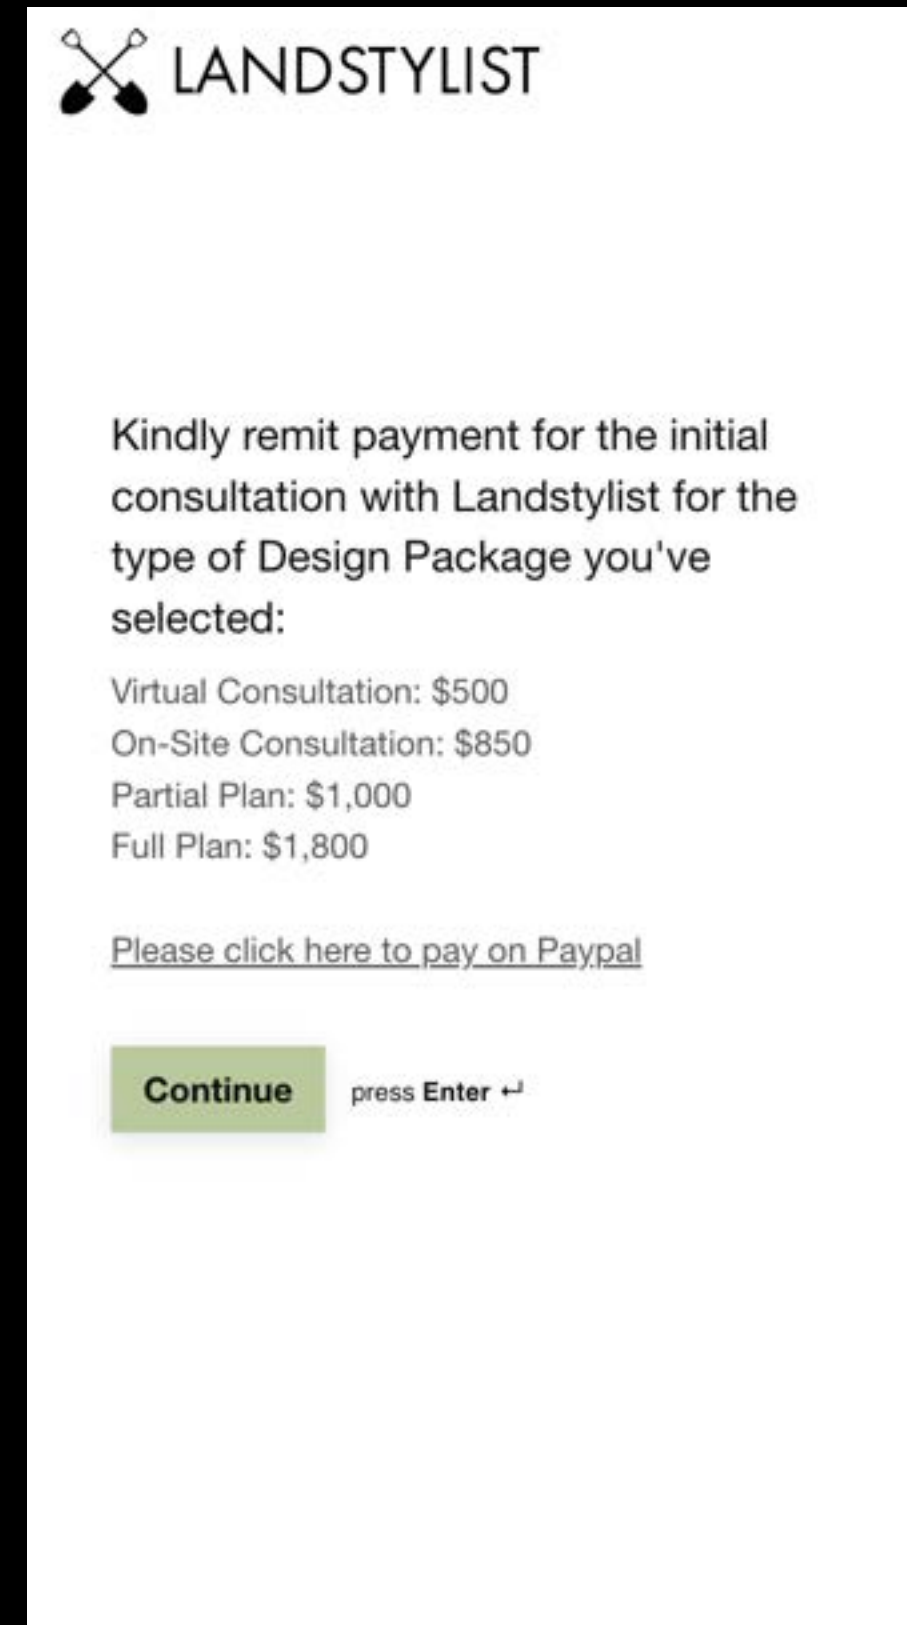 LANDSTYLIST
Kindly remit payment for the initial
consultation with Landstylist for the
type of Design Package you've
selected:
Virtual Consultation: $500
On-Site Consultation: $850
Partial Plan: $1,000
Full Plan: $1,800
Please click here to pay on Paypal
Continue press Enter ↵